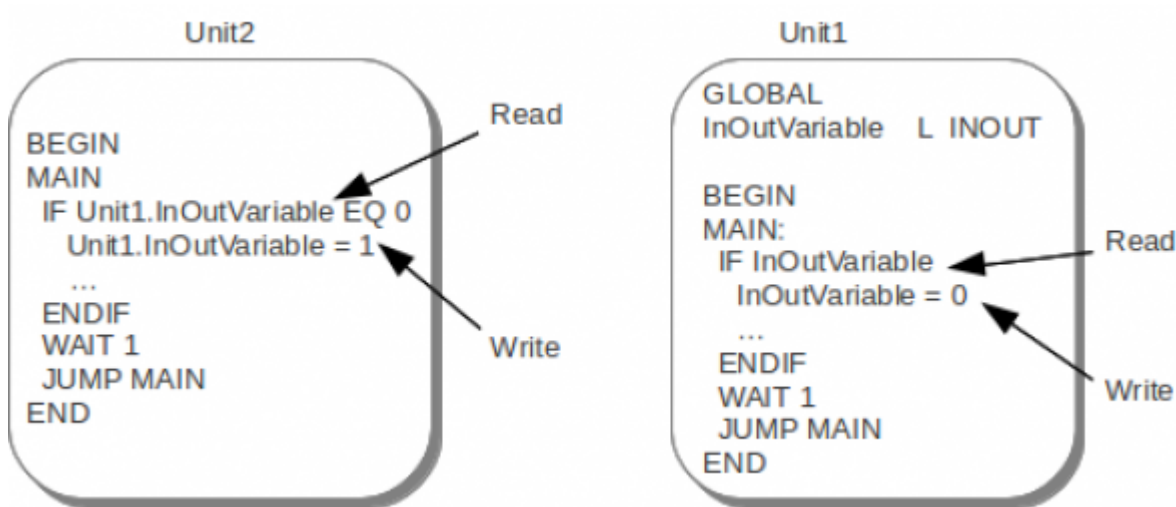 Unit2
BEGIN
MAIN
IF Unit1.InOutVariable EQ 0
Unit1.InOutVariable = 1
...
ENDIF
WAIT 1
JUMP MAIN
END
Read
Write
Unit1
GLOBAL
InOutVariable L INOUT
BEGIN
MAIN:
IF InOutVariable
InOutVariable = 0
...
ENDIF
WAIT 1
JUMP MAIN
END
Read
Write